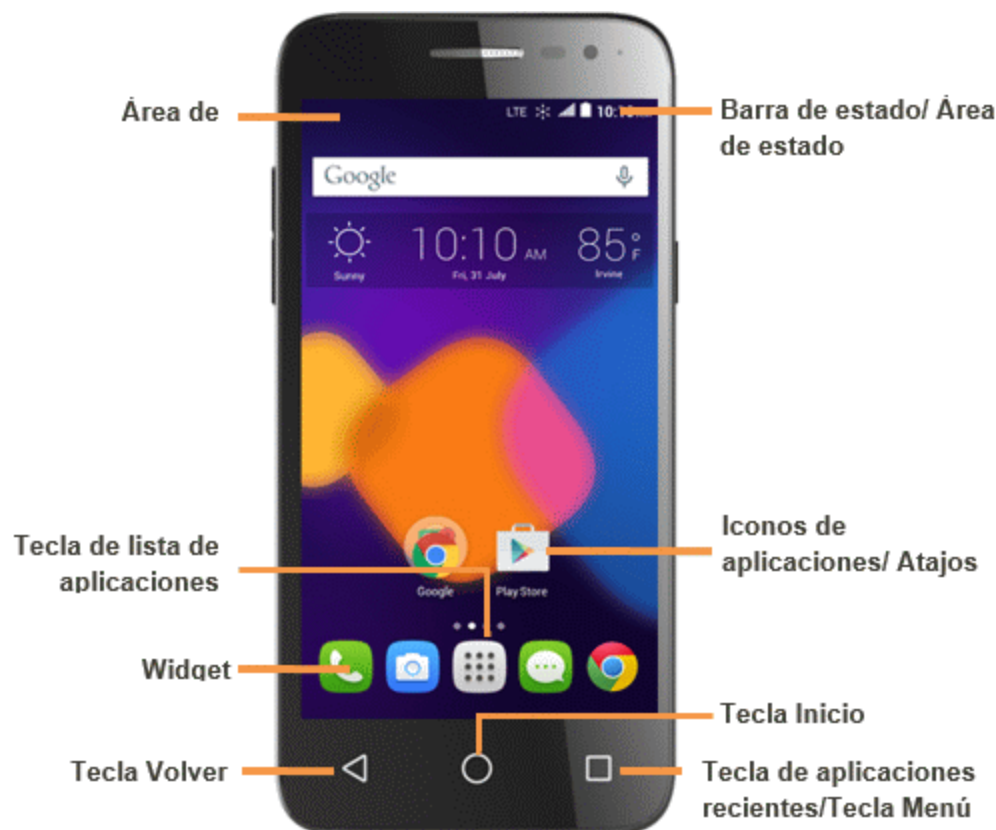 Área de
Barra de estado/ Área
de estado
LTE
Google
10:10 AM
Fri, 31 July
85°F
Sunny
Irvine
Tecla de lista de
aplicaciones
Iconos de
aplicaciones/ Atajos
Google
Play Store
Widget
Tecla Inicio
Tecla Volver
Tecla de aplicaciones
recientes/Tecla Menú